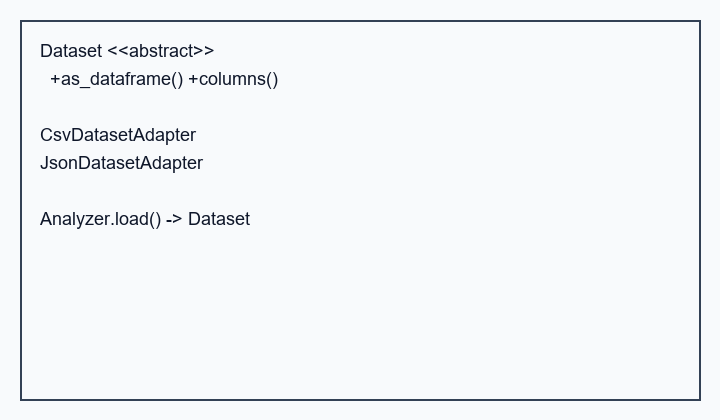 Dataset <<abstract>>
+as_dataframe() +columns()
CsvDatasetAdapter
JsonDatasetAdapter
Analyzer.load() -> Dataset